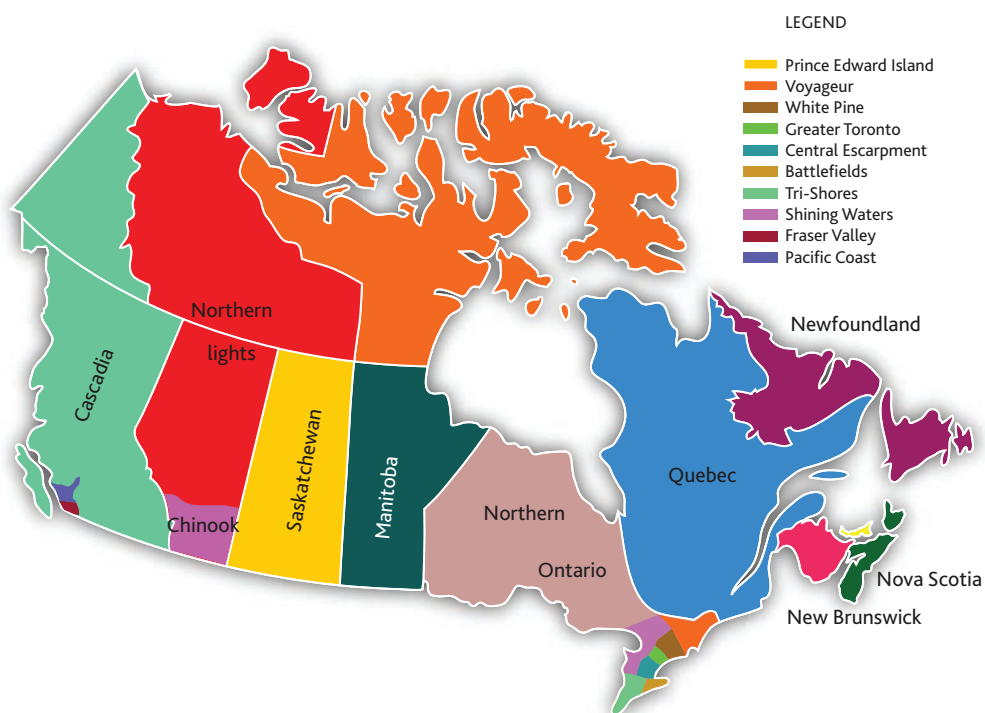 LEGEND
Prince Edward Island
Voyageur
White Pine
Greater Toronto
Central Escarpment
Battlefields
Tri-Shores
Shining Waters
Fraser Valley
Pacific Coast
Northern
lights
Cascadia
Chinook
Saskatchewan
Manitoba
Northern
Ontario
Quebec
Newfoundland
Nova Scotia
New Brunswick